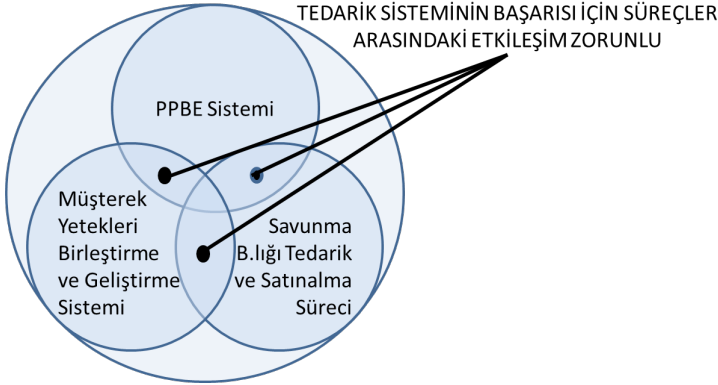 TEDARİK SİSTEMİNİN BAŞARISI İÇİN SÜREÇLER
ARASINDAKİ ETKİLEŞİM ZORUNLU
PPBE Sistemi
Müşterek
Yetekleri
Birleştirme
ve Geliştirme
Sistemi
Savunma
B.lığı Tedarik
ve Satınalma
Süreci